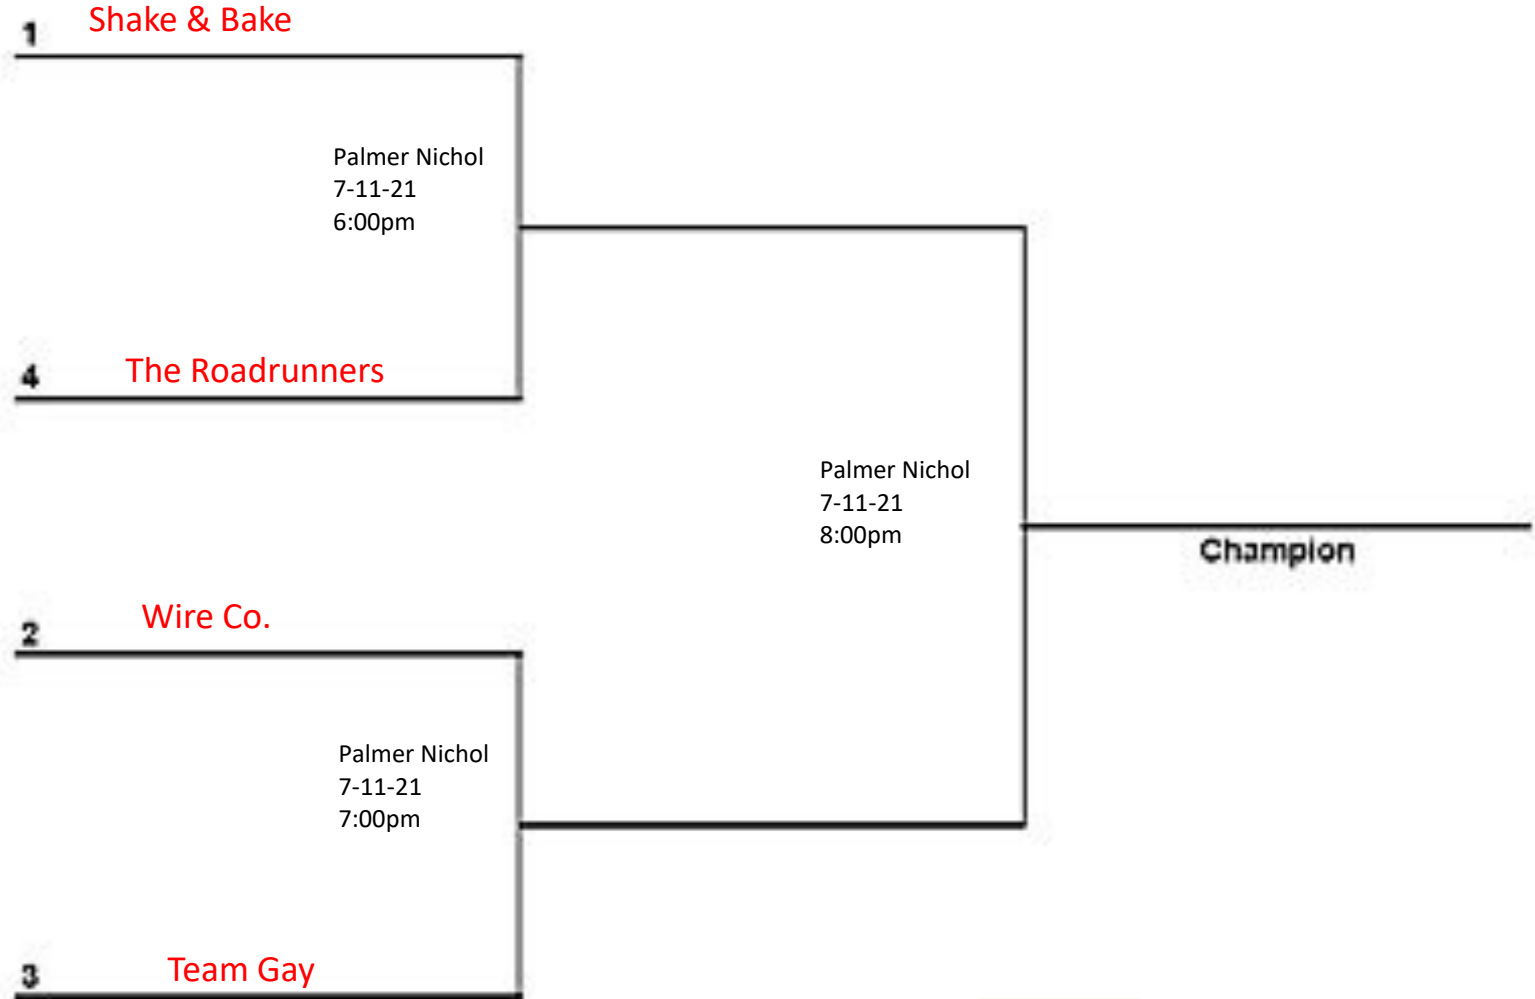 1 Shake & Bake
Palmer Nichol
7-11-21
6:00pm
4 The Roadrunners
Palmer Nichol
7-11-21
8:00pm
Champion
2 Wire Co.
Palmer Nichol
7-11-21
7:00pm
3 Team Gay